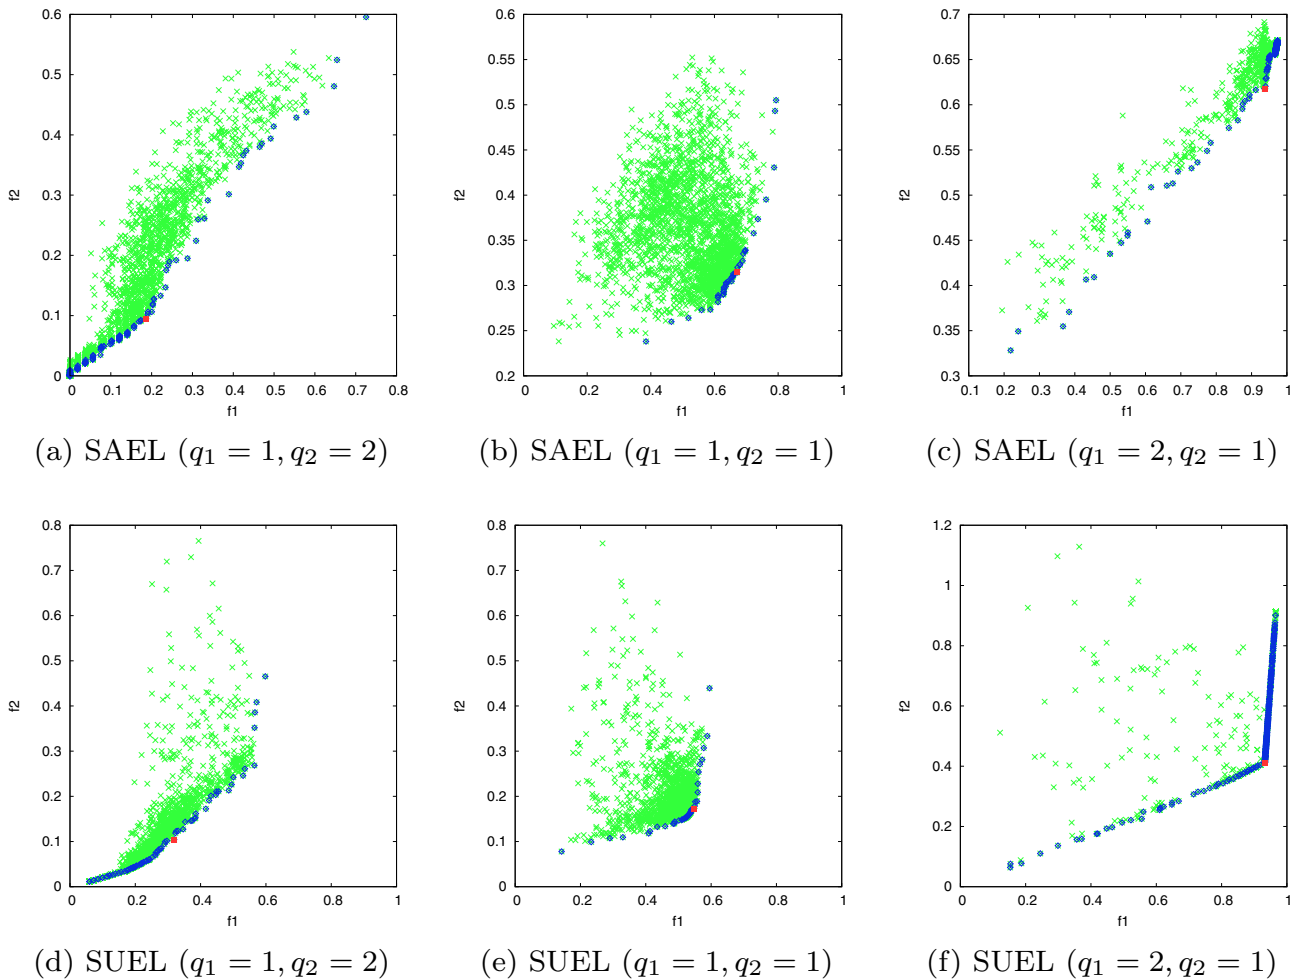 0.6
0.5
0.4
0.3
0.2
0.1
0
f2
0 0.1 0.2 0.3 0.4 0.5 0.6 0.7 0.8
f1
0.6
0.55
0.5
0.45
0.4
0.35
0.3
0.25
0.2
f2
0 0.2 0.4 0.6 0.8 1
f1
0.7
0.65
0.6
0.55
0.5
0.45
0.4
0.35
0.3
f2
0.1 0.2 0.3 0.4 0.5 0.6 0.7 0.8 0.9 1
f1
(a) SAEL (q₁ = 1, q₂ = 2)
(b) SAEL (q₁ = 1, q₂ = 1)
(c) SAEL (q₁ = 2, q₂ = 1)
0.8
0.7
0.6
0.5
0.4
0.3
0.2
0.1
0
f2
0 0.2 0.4 0.6 0.8 1
f1
0.8
0.7
0.6
0.5
0.4
0.3
0.2
0.1
0
f2
0 0.2 0.4 0.6 0.8 1
f1
1.2
1
0.8
0.6
0.4
0.2
0
f2
0 0.2 0.4 0.6 0.8 1
f1
(d) SUEL (q₁ = 1, q₂ = 2)
(e) SUEL (q₁ = 1, q₂ = 1)
(f) SUEL (q₁ = 2, q₂ = 1)